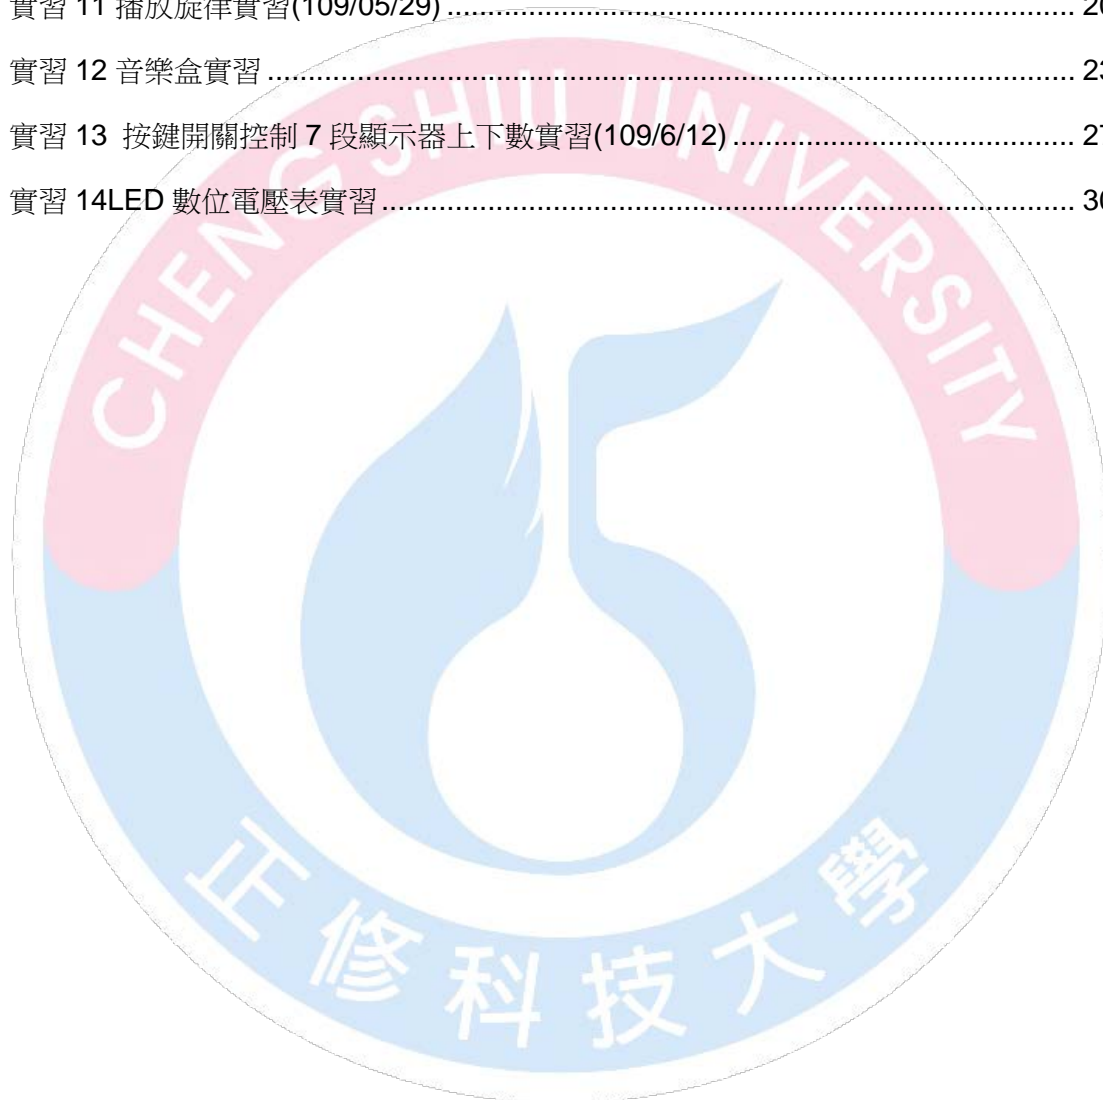 實習 11 播放旋律實習(109/05/29)
實習 12 音樂盒實習
實習 13 按鍵開關控制 7 段顯示器上下數實習(109/6/12)
實習 14LED 數位電壓表實習
CHENG SHIU UNIVERSITY
正修科技大學